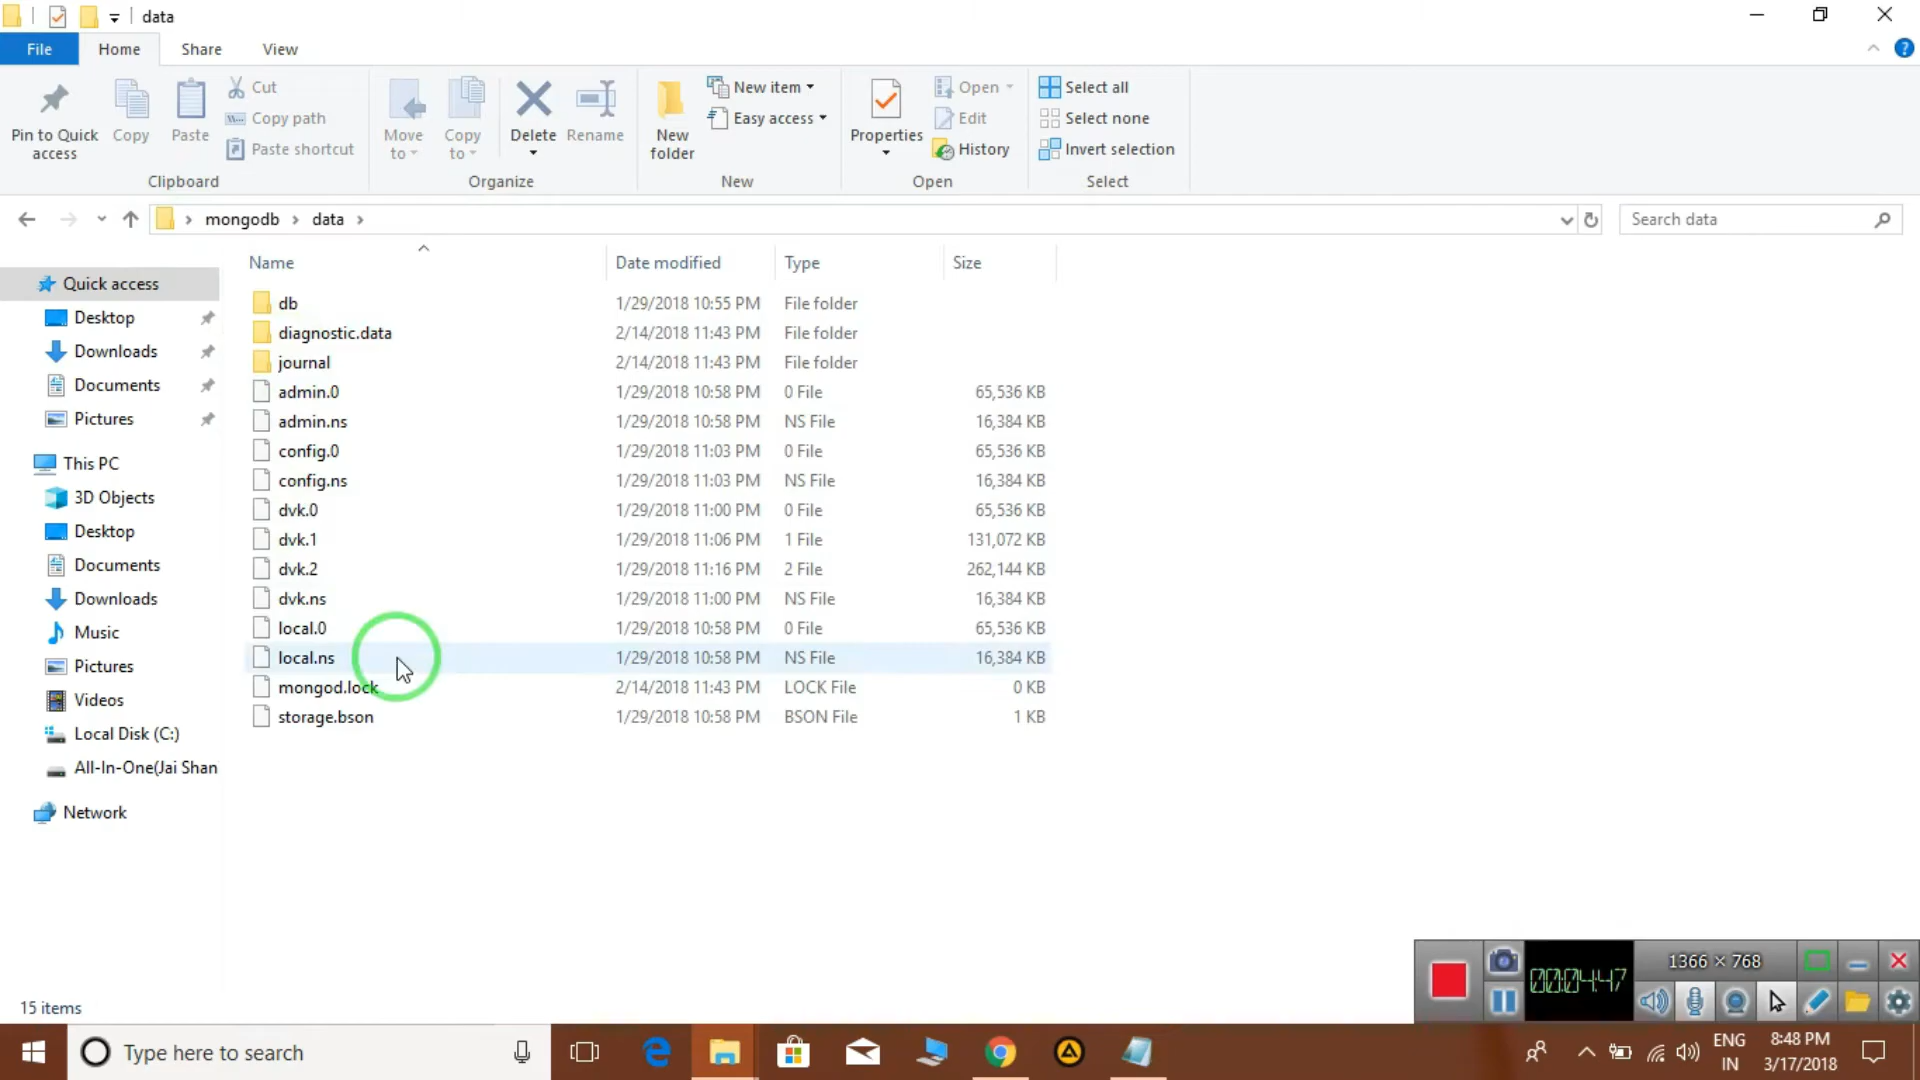 data
File Home Share View
Pin to Quick access
Copy
Paste
Cut
Copy path
Paste shortcut
Clipboard
Move to
Copy to
Delete
Rename
Organize
New folder
New item
Easy access
New
Properties
Open
Edit
History
Open
Select all
Select none
Invert selection
Select
mongodb data
Search data
Name Date modified Type Size
Quick access
Desktop
Downloads
Documents
Pictures
This PC
3D Objects
Desktop
Documents
Downloads
Music
Pictures
Videos
Local Disk (C:)
All-In-One(Jai Shan
Network
db 1/29/2018 10:55 PM File folder
diagnostic.data 2/14/2018 11:43 PM File folder
journal 2/14/2018 11:43 PM File folder
admin.0 1/29/2018 10:58 PM 0 File 65,536 KB
admin.ns 1/29/2018 10:58 PM NS File 16,384 KB
config.0 1/29/2018 11:03 PM 0 File 65,536 KB
config.ns 1/29/2018 11:03 PM NS File 16,384 KB
dvk.0 1/29/2018 11:00 PM 0 File 65,536 KB
dvk.1 1/29/2018 11:06 PM 1 File 131,072 KB
dvk.2 1/29/2018 11:16 PM 2 File 262,144 KB
dvk.ns 1/29/2018 11:00 PM NS File 16,384 KB
local.0 1/29/2018 10:58 PM 0 File 65,536 KB
local.ns 1/29/2018 10:58 PM NS File 16,384 KB
mongod.lock 2/14/2018 11:43 PM LOCK File 0 KB
storage.bson 1/29/2018 10:58 PM BSON File 1 KB
1366 × 768
00:04:47
15 items
Type here to search
ENG
IN
8:48 PM
3/17/2018